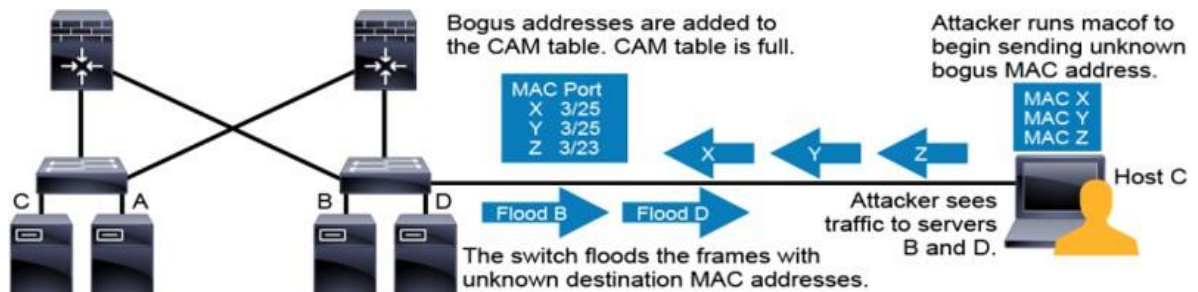 Bogus addresses are added to
the CAM table. CAM table is full.
Attacker runs macof to
begin sending unknown
bogus MAC address.
MAC Port
X 3/25
Y 3/25
Z 3/23
MAC X
MAC Y
MAC Z
X
Y
Z
Host C
C
A
B
D
Flood B
Flood D
Attacker sees
traffic to servers
B and D.
The switch floods the frames with
unknown destination MAC addresses.